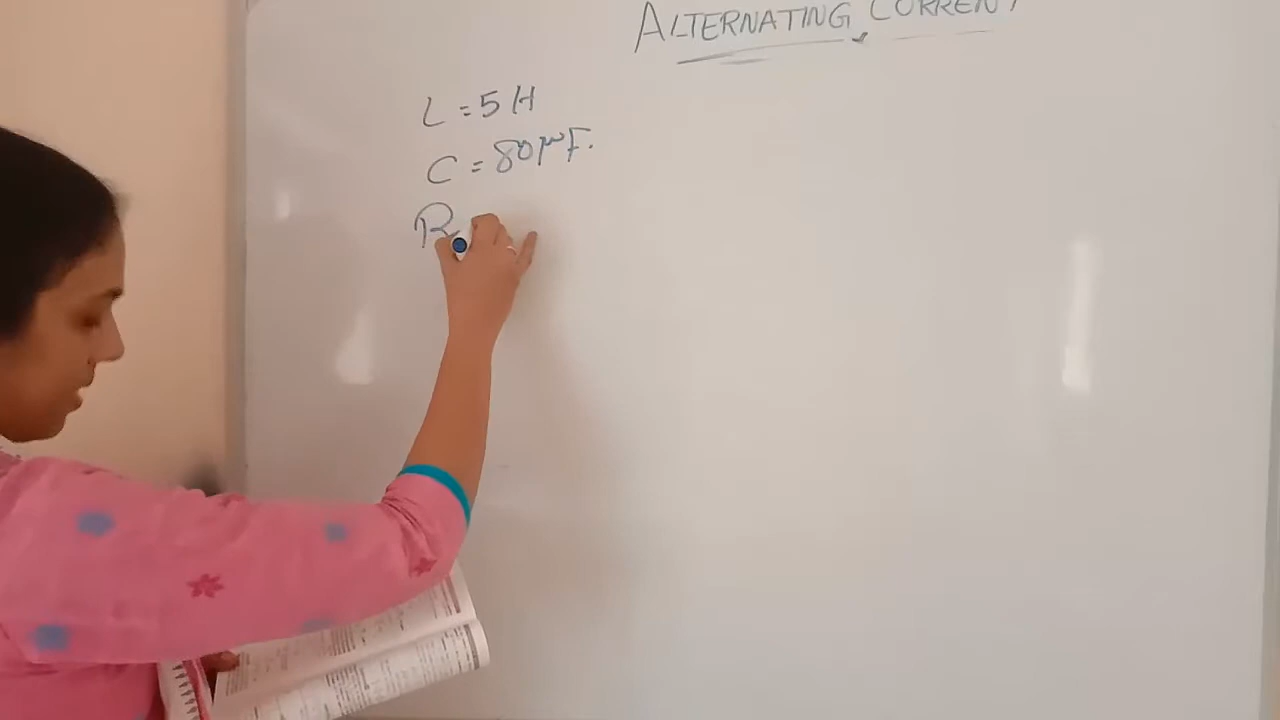 ALTERNATING CURRENT
L = 5 H
C = 80 μF.
R